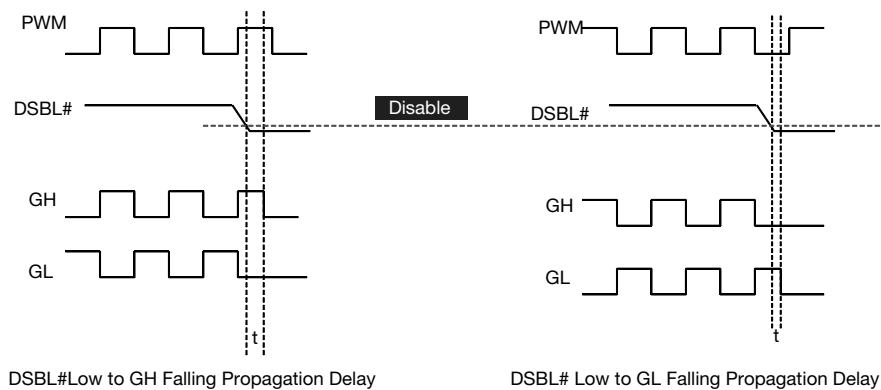 PWM
DSBL#
GH
GL
t
DSBL#Low to GH Falling Propagation Delay
Disable
PWM
DSBL#
GH
GL
t
DSBL# Low to GL Falling Propagation Delay